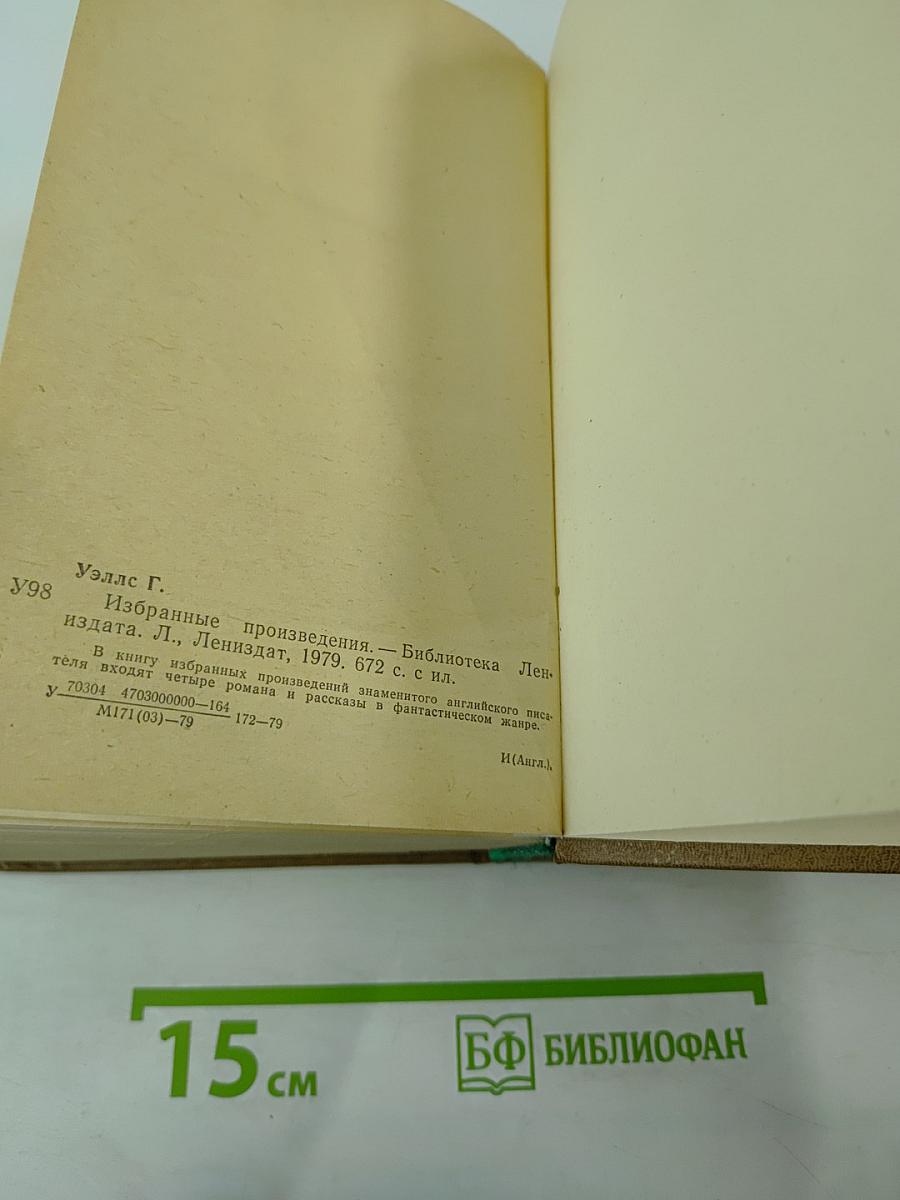 Уэллс Г.
У98
Избранные произведения. — Библиотека Лен-
издата. Л., Лениздат, 1979. 672 с. с ил.
В книгу избранных произведений знаменитого английского писа-
теля входят четыре романа и рассказы в фантастическом жанре.
У 70304 4703000000—164
М171(03)—79 172—79
И(Англ.).
15 см
БФ БИБЛИОФАН